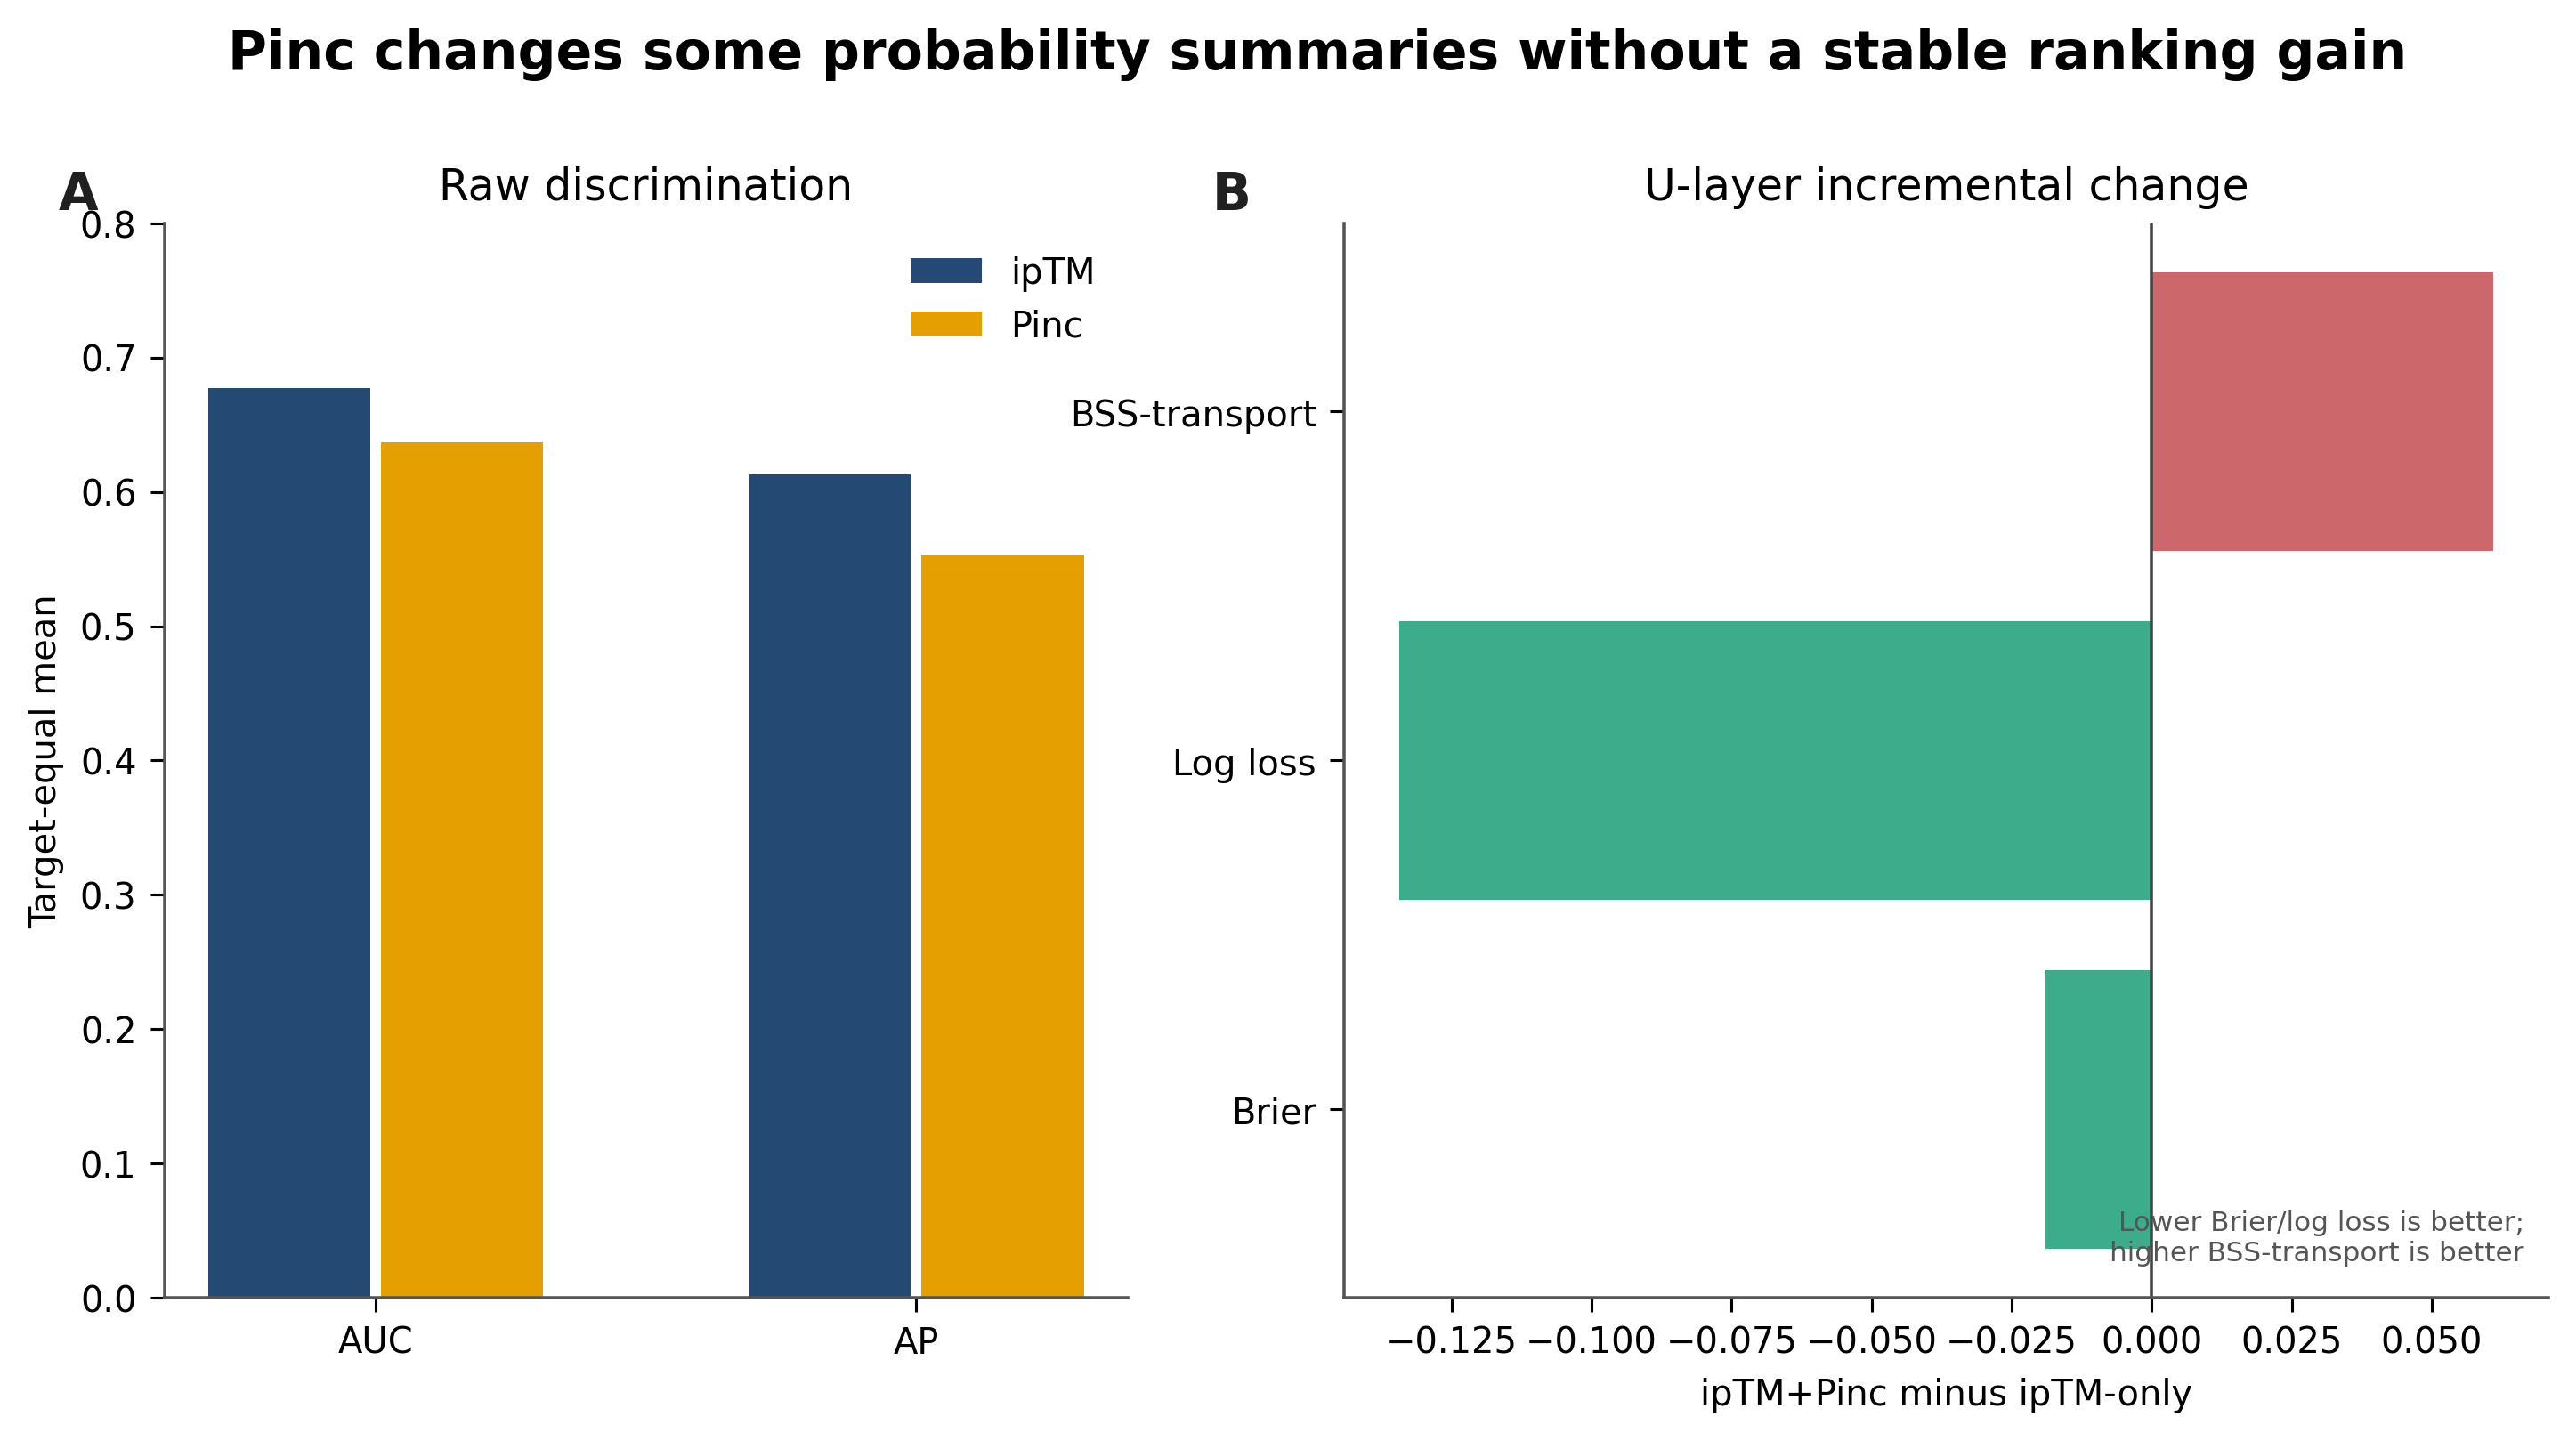 Pinc changes some probability summaries without a stable ranking gain
A
Raw discrimination
ipTM
Pinc
Target-equal mean
0.8
0.7
0.6
0.5
0.4
0.3
0.2
0.1
0.0
AUC
AP
B
U-layer incremental change
BSS-transport
Log loss
Brier
Lower Brier/log loss is better;
higher BSS-transport is better
−0.125 −0.100 −0.075 −0.050 −0.025 0.000 0.025 0.050
ipTM+Pinc minus ipTM-only